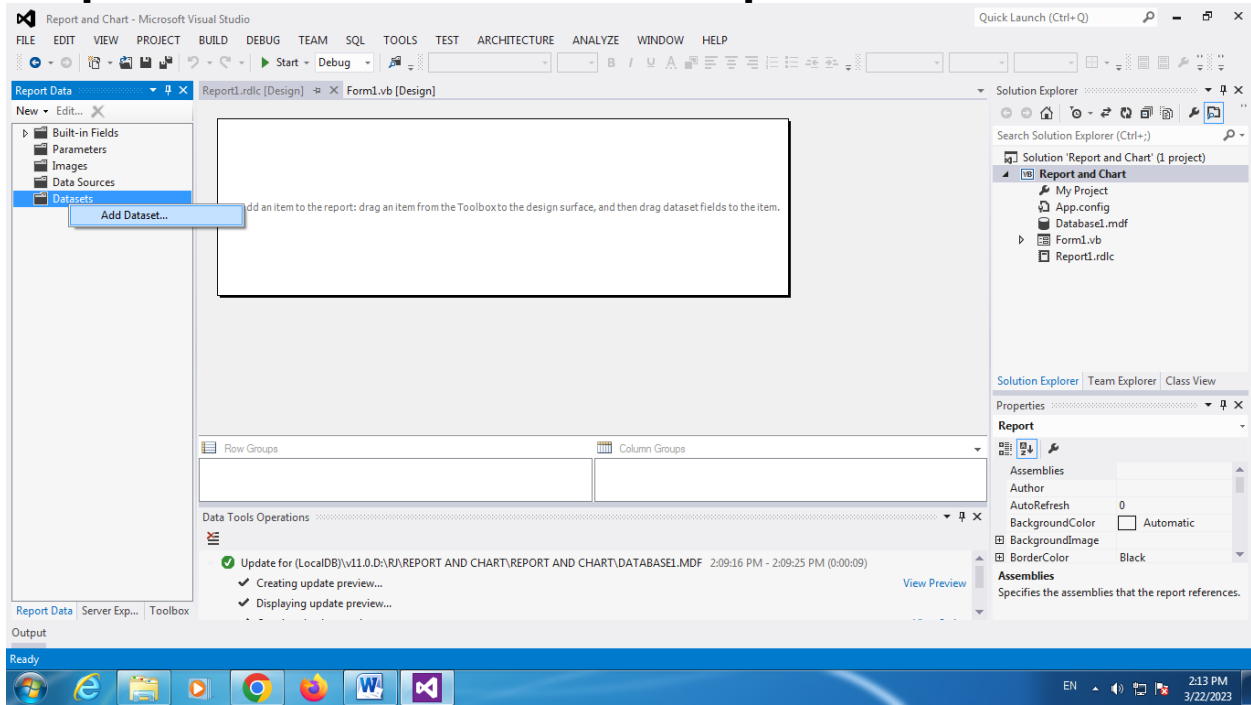 Report and Chart - Microsoft Visual Studio
Quick Launch (Ctrl+Q)
FILE EDIT VIEW PROJECT BUILD DEBUG TEAM SQL TOOLS TEST ARCHITECTURE ANALYZE WINDOW HELP
Start Debug
Report Data
New Edit...
Built-in Fields
Parameters
Images
Data Sources
Datasets
Add Dataset...
Report1.rdlc [Design] Form1.vb [Design]
dd an item to the report: drag an item from the Toolbox to the design surface, and then drag dataset fields to the item.
Row Groups
Column Groups
Data Tools Operations
Update for (LocalDB)\v11.0.D:\RJ\REPORT AND CHART\REPORT AND CHART\DATABASE1.MDF 2:09:16 PM - 2:09:25 PM (0:00:09)
Creating update preview...
View Preview
Displaying update preview...
Solution Explorer
Search Solution Explorer (Ctrl+;)
Solution 'Report and Chart' (1 project)
VB Report and Chart
My Project
App.config
Database1.mdf
Form1.vb
Report1.rdlc
Solution Explorer Team Explorer Class View
Properties
Report
Assemblies
Author
AutoRefresh 0
BackgroundColor Automatic
BackgroundImage
BorderColor Black
Assemblies
Specifies the assemblies that the report references.
Report Data Server Exp... Toolbox
Output
Ready
EN
2:13 PM
3/22/2023